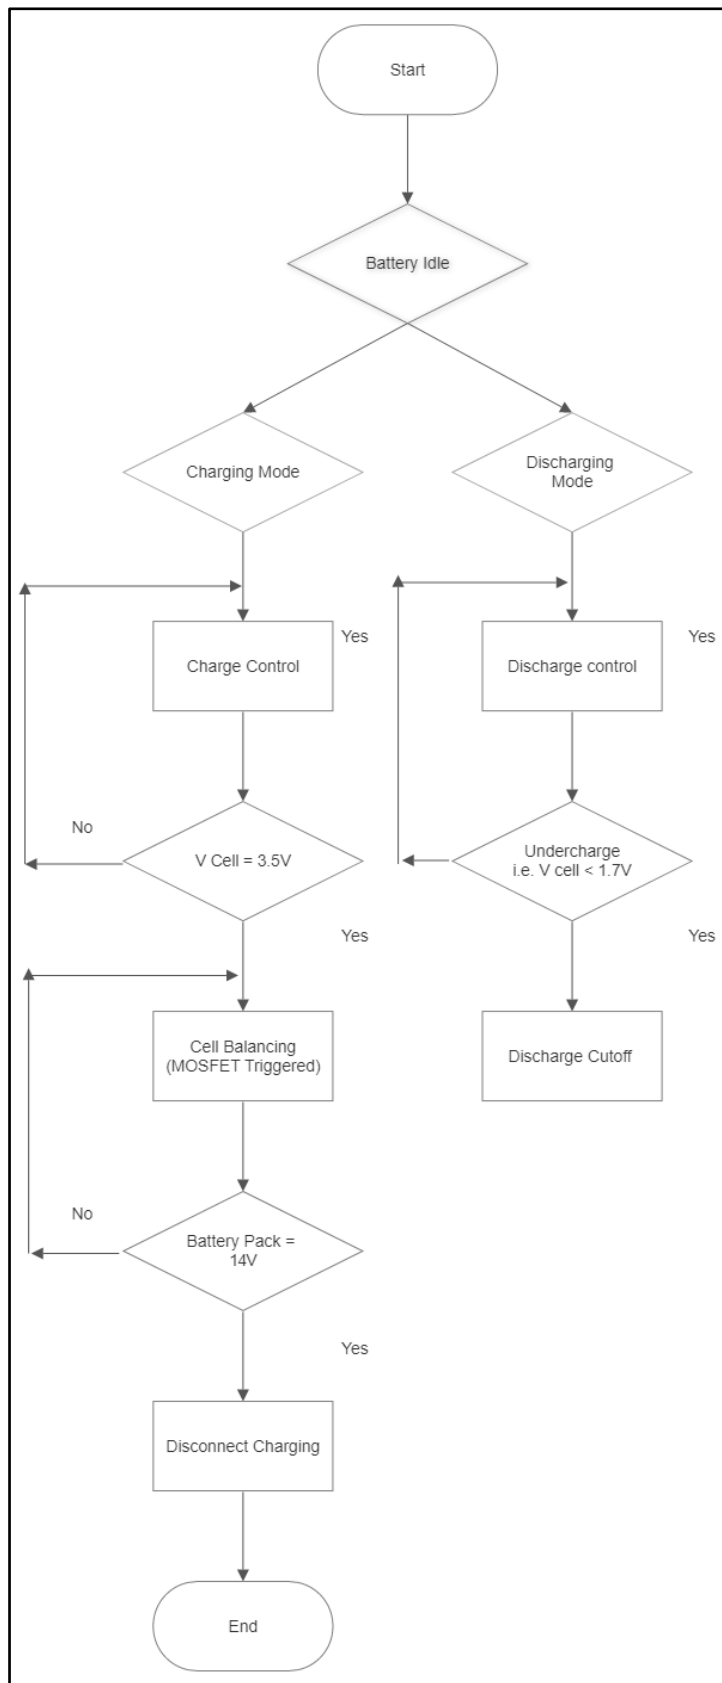 Start
Battery Idle
Charging Mode
Discharging
Mode
Charge Control
Yes
Discharge control
Yes
No
V Cell = 3.5V
Undercharge
i.e. V cell < 1.7V
Yes
Yes
Cell Balancing
(MOSFET Triggered)
Discharge Cutoff
No
Battery Pack =
14V
Yes
Disconnect Charging
End